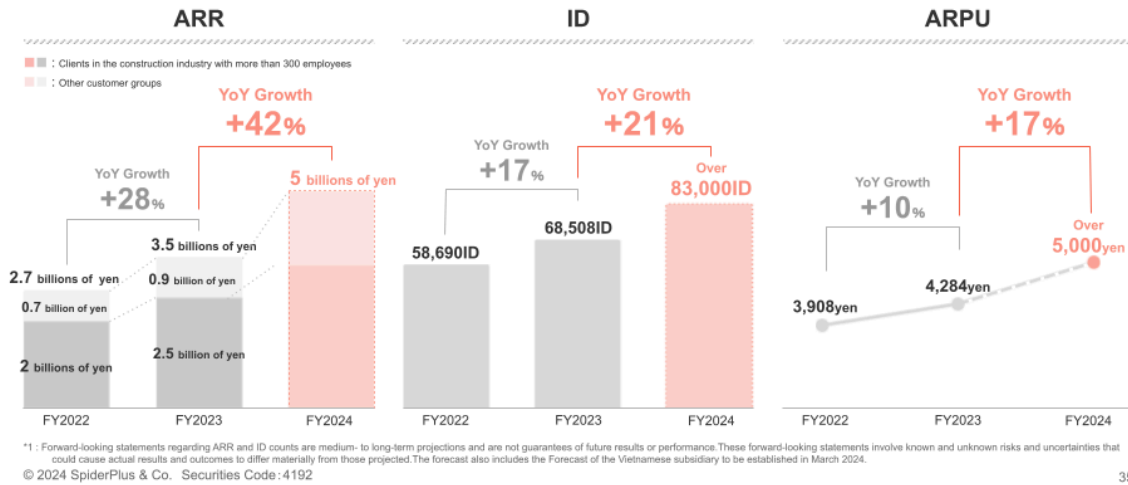 ARR
: Clients in the construction industry with more than 300 employees
: Other customer groups
YoY Growth
+42%
YoY Growth
+28%
5 billions of yen
3.5 billions of yen
2.7 billions of yen
0.9 billion of yen
0.7 billion of yen
2.5 billion of yen
2 billions of yen
FY2022
FY2023
FY2024
ID
YoY Growth
+21%
YoY Growth
+17%
Over
83,000ID
68,508ID
58,690ID
FY2022
FY2023
FY2024
ARPU
YoY Growth
+17%
YoY Growth
+10%
Over
5,000yen
4,284yen
3,908yen
FY2022
FY2023
FY2024
*1 : Forward-looking statements regarding ARR and ID counts are medium- to long-term projections and are not guarantees of future results or performance.These forward-looking statements involve known and unknown risks and uncertainties that
could cause actual results and outcomes to differ materially from those projected.The forecast also includes the Forecast of the Vietnamese subsidiary to be established in March 2024.
© 2024 SpiderPlus & Co. Securities Code:4192
35